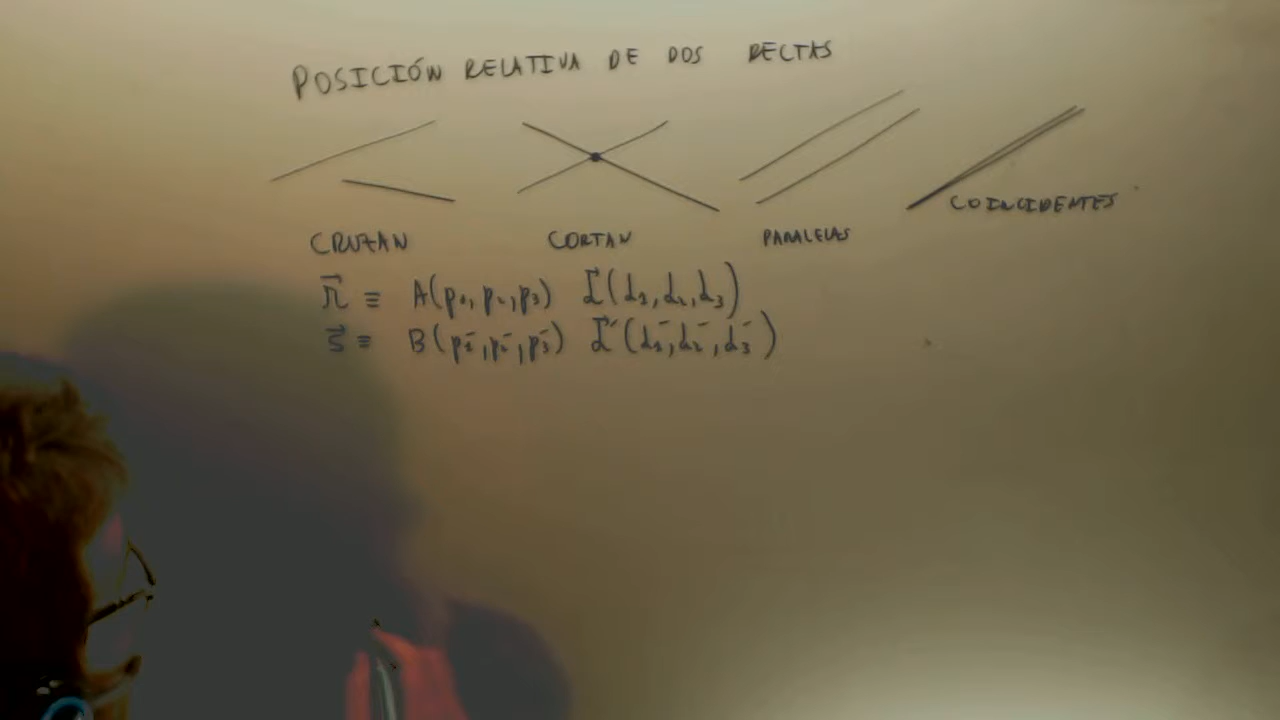 POSICIÓN RELATIVA DE DOS RECTAS
CRUZAN CORTAN PARALELAS COINCIDENTES
r⃗ ≡ A(p₁, p₂, p₃) d⃗(d₁, d₂, d₃)
s⃗ ≡ B(p₁', p₂', p₃') d⃗'(d₁', d₂', d₃')